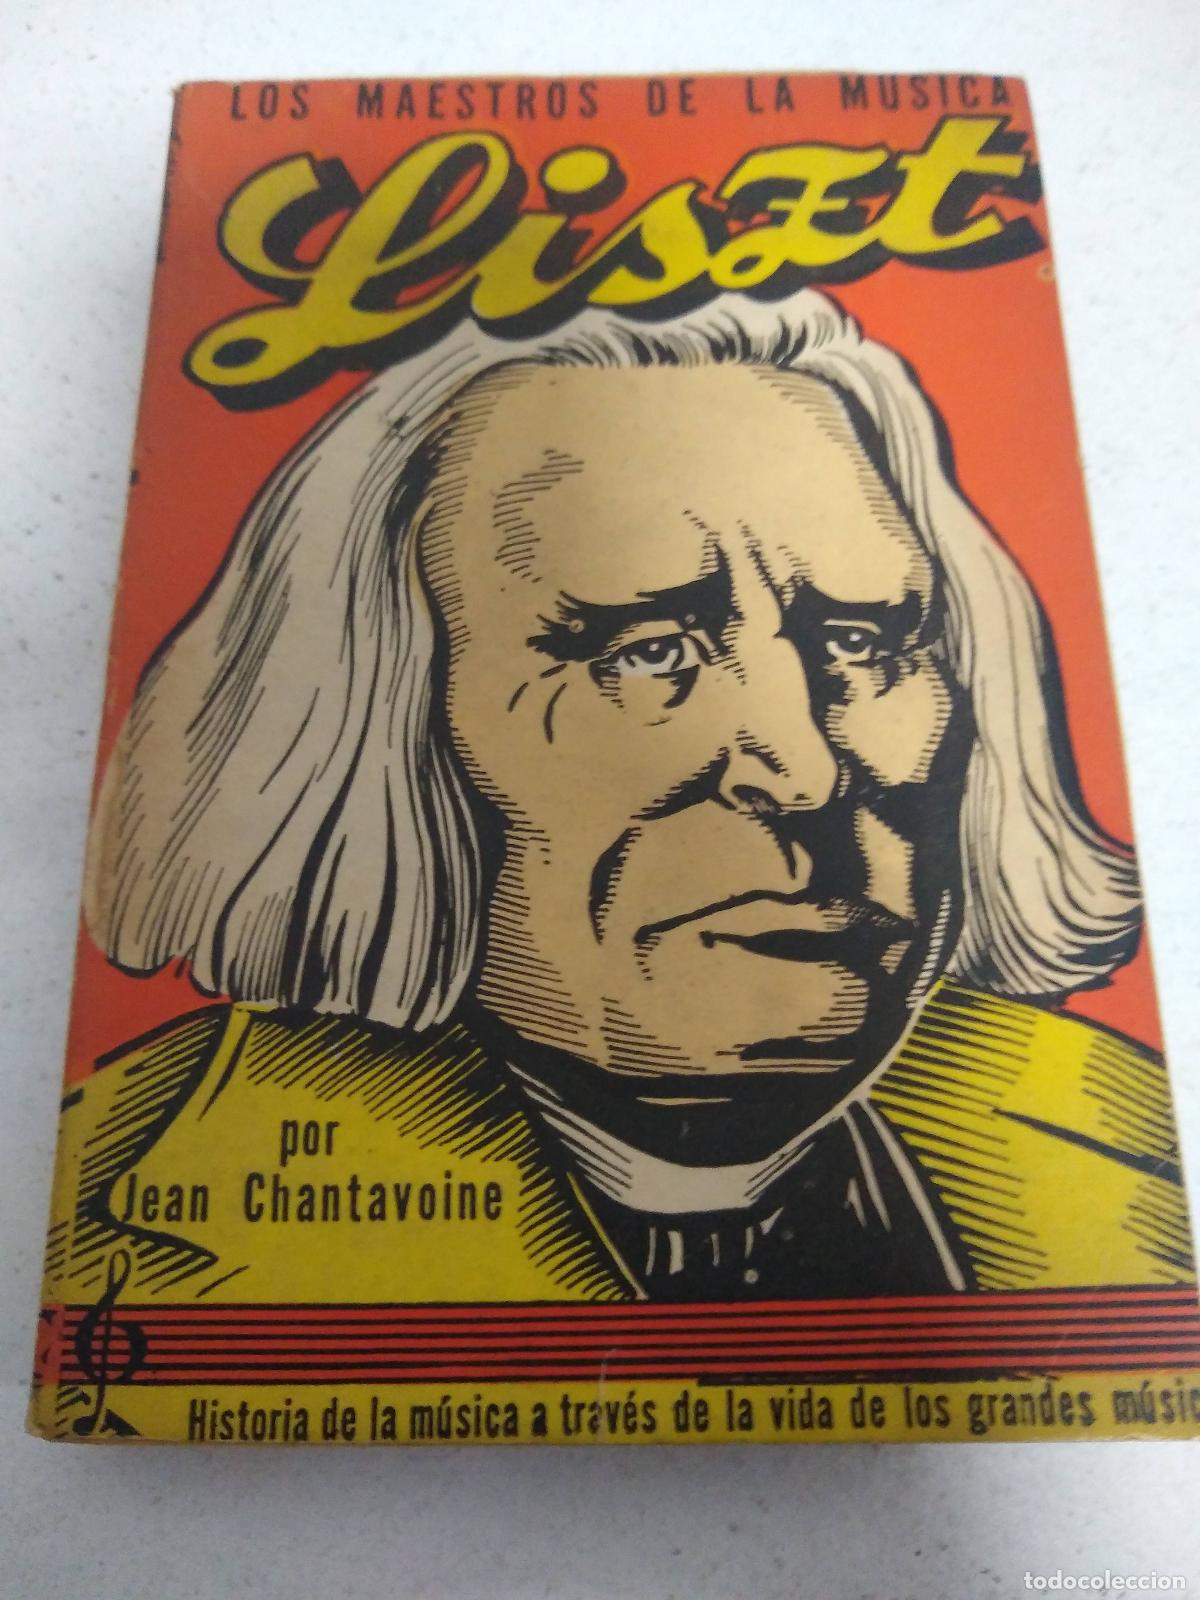 LOS MAESTROS DE LA MUSICA
Liszt
por
Jean Chantavoine
Historia de la música a través de la vida de los grandes músic
todocoleccion